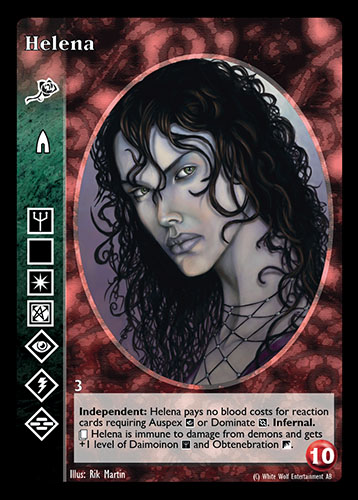 Helena
3
Independent: Helena pays no blood costs for reaction
cards requiring Auspex or Dominate. Infernal.
Helena is immune to damage from demons and gets
+1 level of Daimoinon and Obtenebration.
10
Illus: Rik Martin
(C) White Wolf Entertainment AB